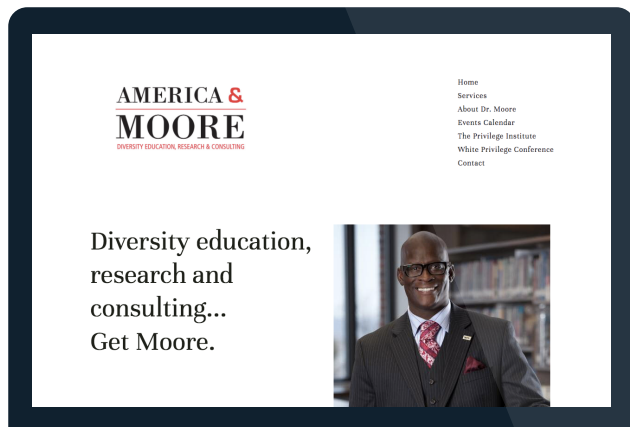 AMERICA &
MOORE
DIVERSITY EDUCATION, RESEARCH & CONSULTING
Home
Services
About Dr. Moore
Events Calendar
The Privilege Institute
White Privilege Conference
Contact
Diversity education,
research and
consulting...
Get Moore.